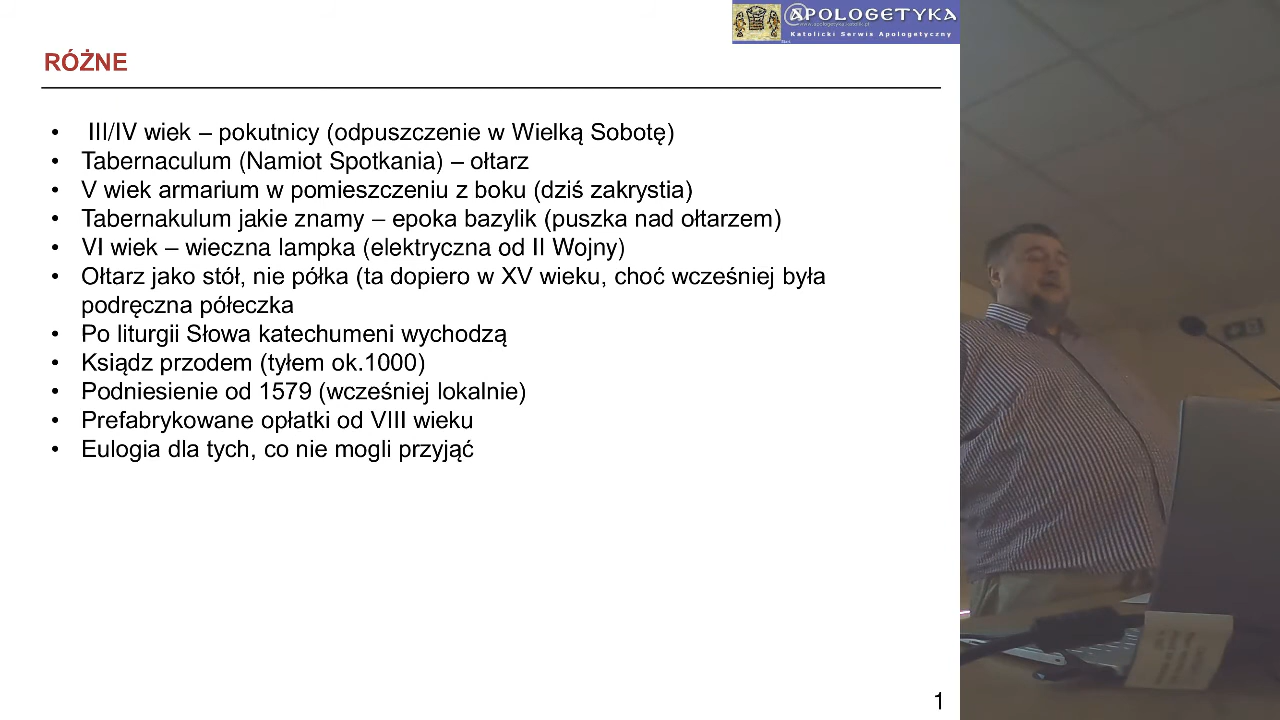 APOLOGETYKA
www.apologetyka.katolik.pl
Katolicki Serwis Apologetyczny
RÓŻNE
• III/IV wiek – pokutnicy (odpuszczenie w Wielką Sobotę)
• Tabernaculum (Namiot Spotkania) – ołtarz
• V wiek armarium w pomieszczeniu z boku (dziś zakrystia)
• Tabernakulum jakie znamy – epoka bazylik (puszka nad ołtarzem)
• VI wiek – wieczna lampka (elektryczna od II Wojny)
• Ołtarz jako stół, nie półka (ta dopiero w XV wieku, choć wcześniej była
podręczna półeczka
• Po liturgii Słowa katechumeni wychodzą
• Ksiądz przodem (tyłem ok.1000)
• Podniesienie od 1579 (wcześniej lokalnie)
• Prefabrykowane opłatki od VIII wieku
• Eulogia dla tych, co nie mogli przyjąć
1